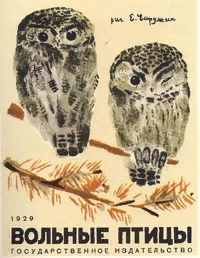 рис Е. Чарушин
1929
ВОЛЬНЫЕ ПТИЦЫ
ГОСУДАРСТВЕННОЕ ИЗДАТЕЛЬСТВО